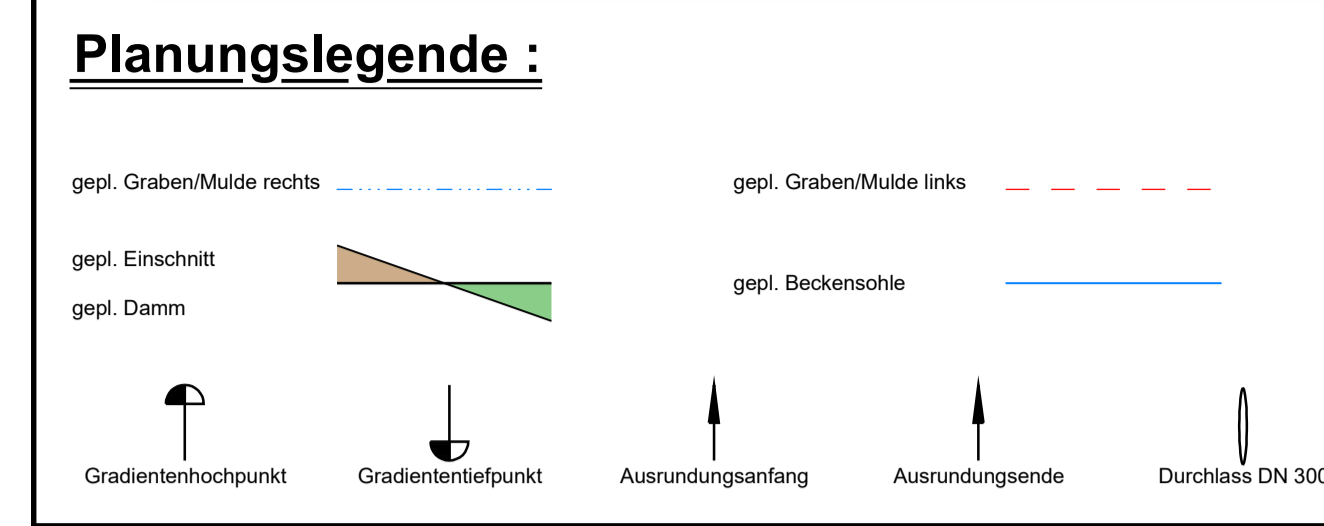 Planungslegende :
gepl. Graben/Mulde rechts
gepl. Graben/Mulde links
gepl. Einschnitt
gepl. Beckensohle
gepl. Damm
Gradientenhochpunkt
Gradiententiefpunkt
Ausrundungsanfang
Ausrundungsende
Durchlass DN 300